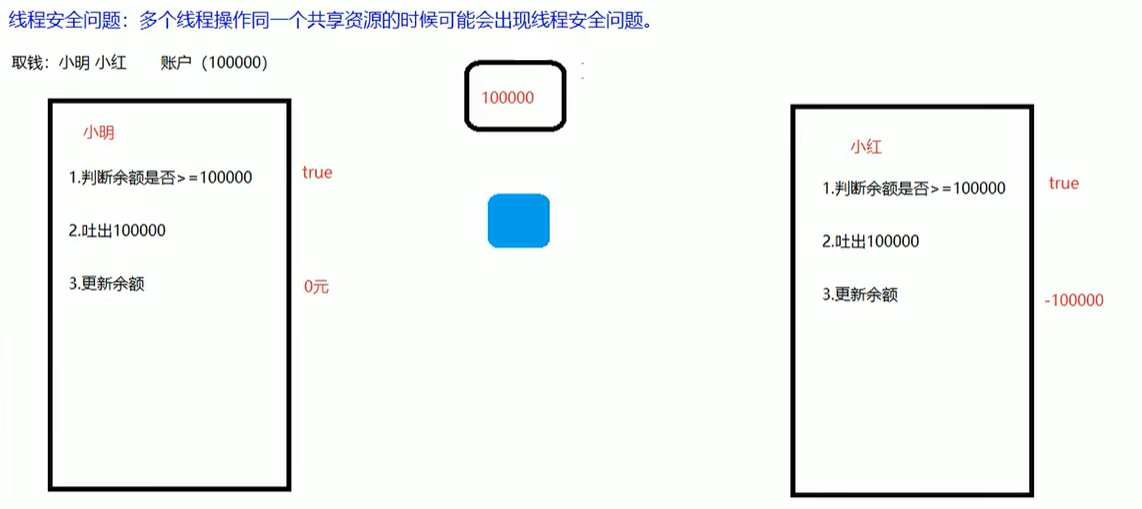 线程安全问题：多个线程操作同一个共享资源的时候可能会出现线程安全问题。
取钱：小明 小红 账户（100000）
100000
小明
1.判断余额是否>=100000
true
2.吐出100000
3.更新余额
0元
小红
1.判断余额是否>=100000
true
2.吐出100000
3.更新余额
-100000